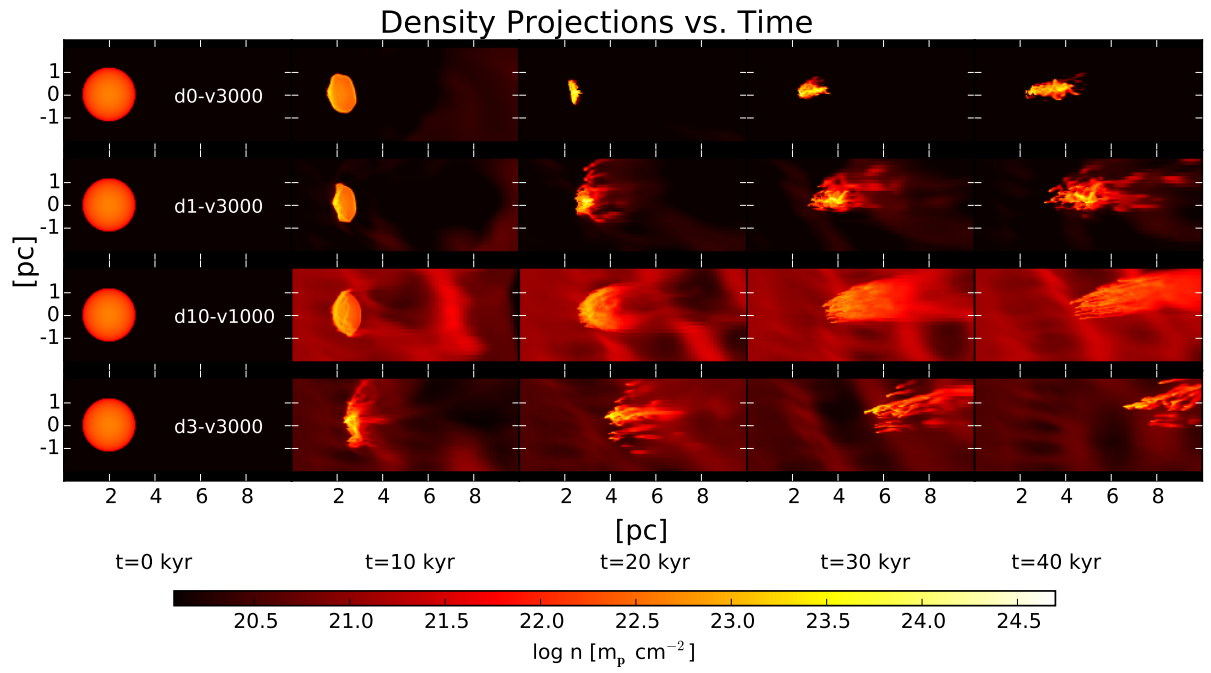 Density Projections vs. Time
1
0
-1
d0-v3000
1
0
-1
d1-v3000
[pc]
1
0
-1
d10-v1000
1
0
-1
d3-v3000
2 4 6 8 2 4 6 8 2 4 6 8 2 4 6 8 2 4 6 8
[pc]
t=0 kyr t=10 kyr t=20 kyr t=30 kyr t=40 kyr
20.5 21.0 21.5 22.0 22.5 23.0 23.5 24.0 24.5
log n [m_p cm^−2]